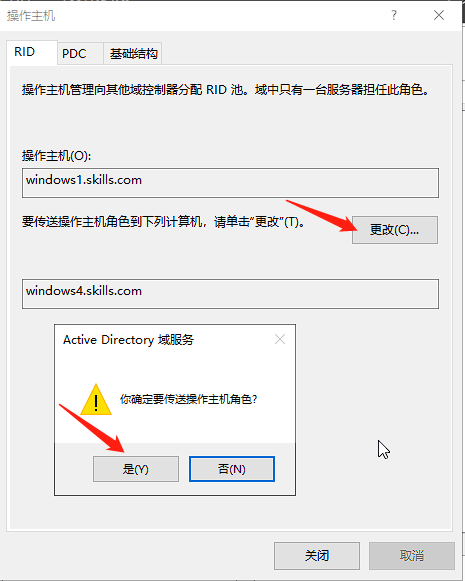 操作主机
RID PDC 基础结构
操作主机管理向其他域控制器分配 RID 池。域中只有一台服务器担任此角色。
操作主机(O):
windows1.skills.com
要传送操作主机角色到下列计算机，请单击"更改"(T)。
更改(C)...
windows4.skills.com
Active Directory 域服务
你确定要传送操作主机角色?
是(Y) 否(N)
关闭 取消